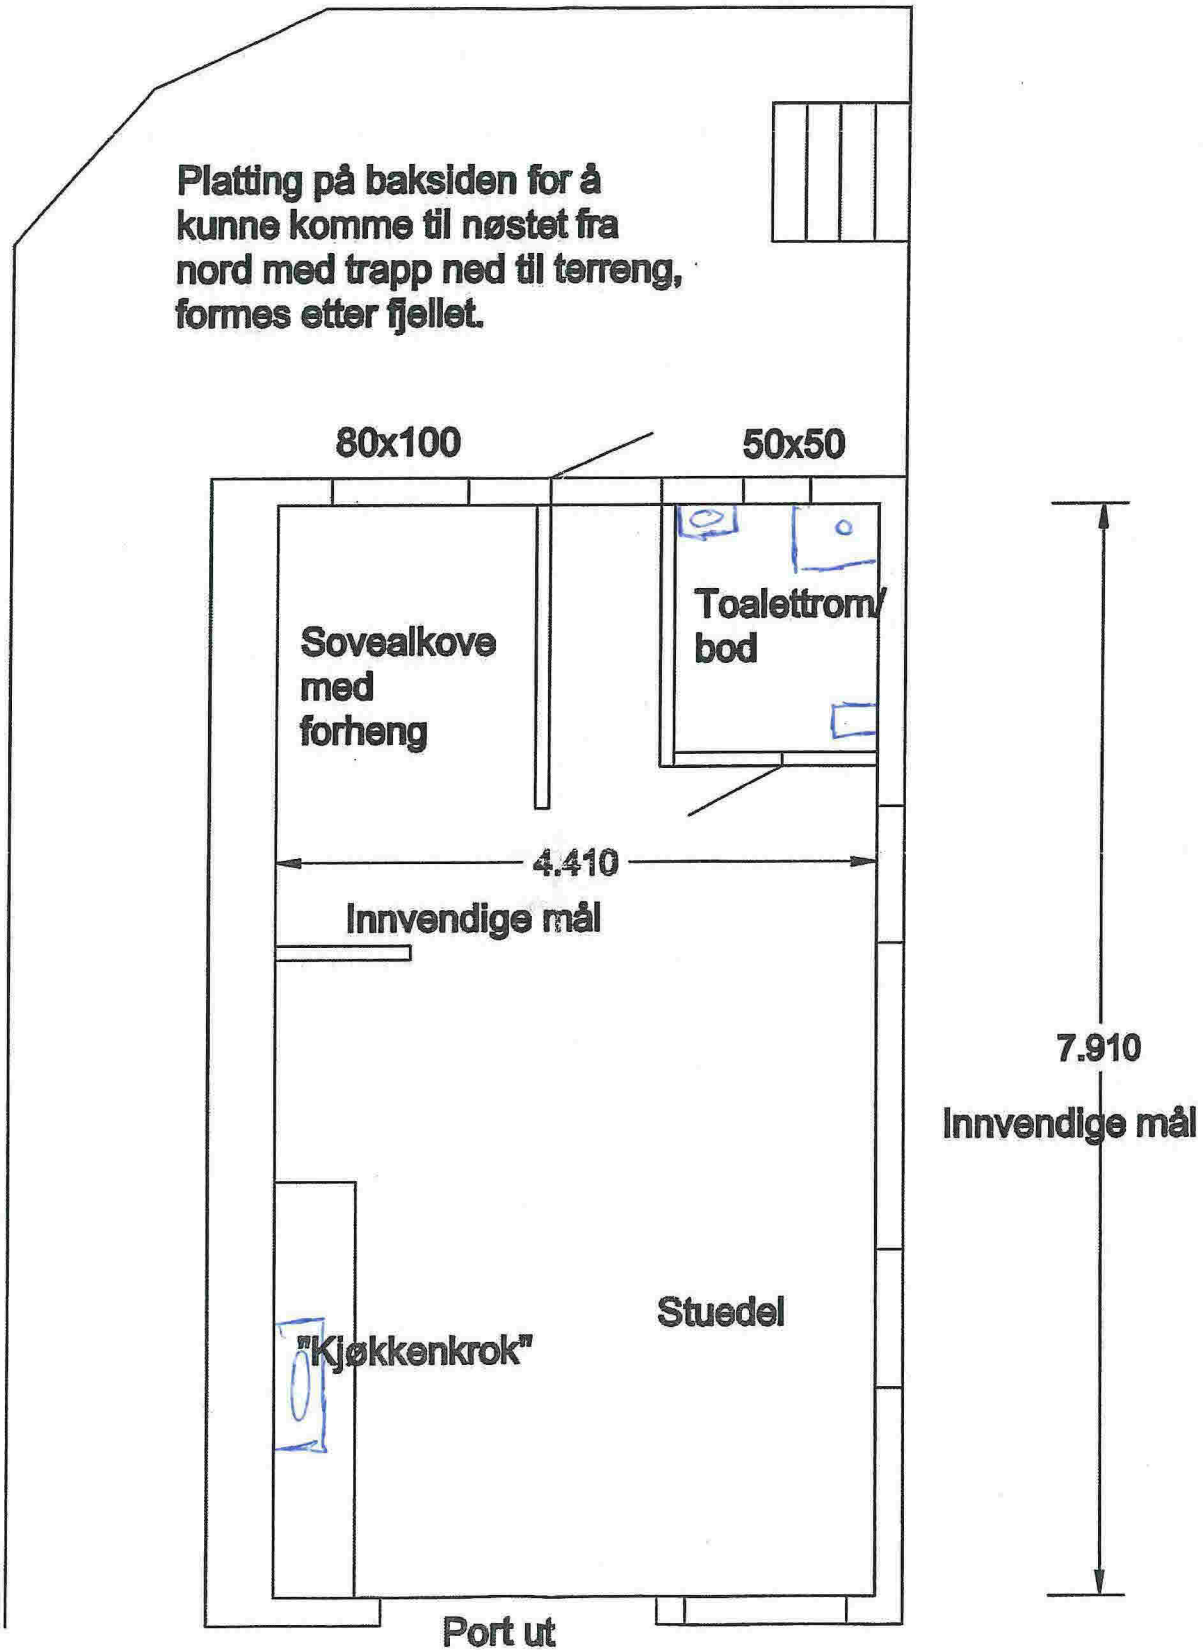 Platting på baksiden for å
kunne komme til nøstet fra
nord med trapp ned til terreng,
formes etter fjellet.
80x100
50x50
Sovealkove
med
forheng
Toalettrom/
bod
4.410
Innvendige mål
7.910
Innvendige mål
Stuedel
"Kjøkkenkrok"
Port ut